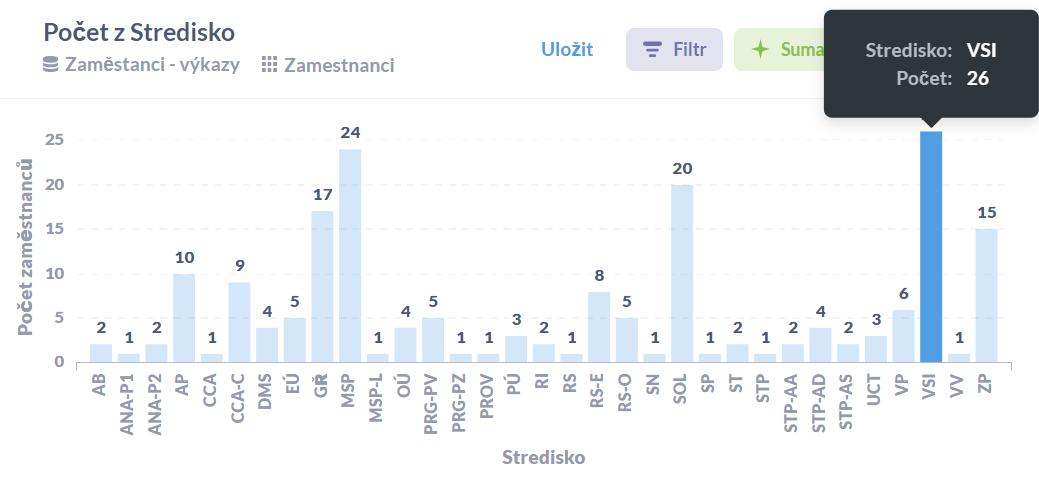 Počet z Stredisko
Zaměstanci - výkazy Zamestnanci
Uložit
Filtr
Suma
Stredisko: VSI
Počet: 26
Počet zaměstnanců
25
20
15
10
5
0
2 1 2 10 1 9 4 5 17 24 1 4 5 1 1 3 2 1 8 5 1 20 1 2 1 2 4 2 3 6 1 15
AB ANA-P1 ANA-P2 AP CCA CCA-C DMS EÚ GŘ MSP MSP-L OÚ PRG-PV PRG-PZ PROV PÚ RI RS RS-E RS-O SN SOL SP ST STP STP-AA STP-AD STP-AS UCT VP VSI VV ZP
Stredisko